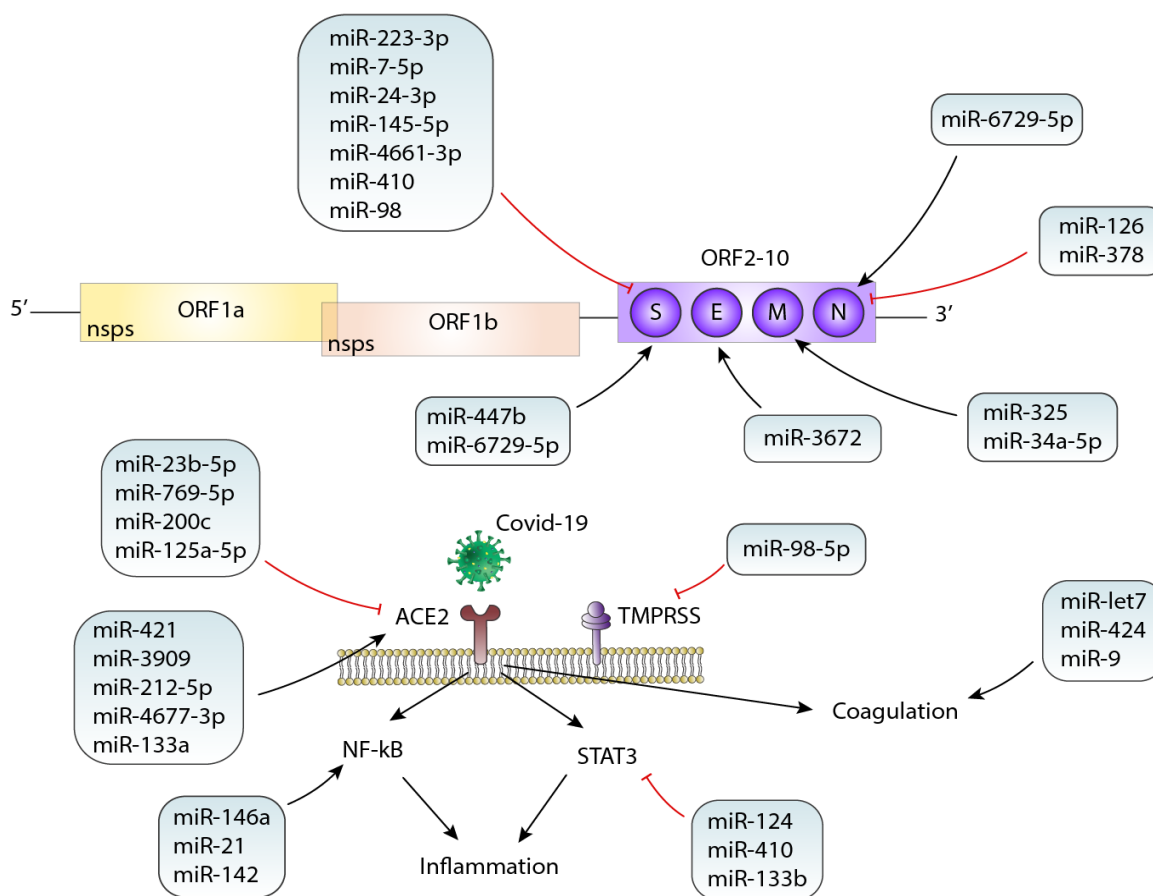 miR-223-3p
miR-7-5p
miR-24-3p
miR-145-5p
miR-4661-3p
miR-410
miR-98
miR-6729-5p
miR-126
miR-378
ORF2-10
5′
ORF1a
nsps
ORF1b
nsps
S
E
M
N
3′
miR-447b
miR-6729-5p
miR-3672
miR-325
miR-34a-5p
miR-23b-5p
miR-769-5p
miR-200c
miR-125a-5p
Covid-19
miR-98-5p
ACE2
TMPRSS
miR-421
miR-3909
miR-212-5p
miR-4677-3p
miR-133a
miR-let7
miR-424
miR-9
Coagulation
NF-kB
STAT3
miR-146a
miR-21
miR-142
Inflammation
miR-124
miR-410
miR-133b